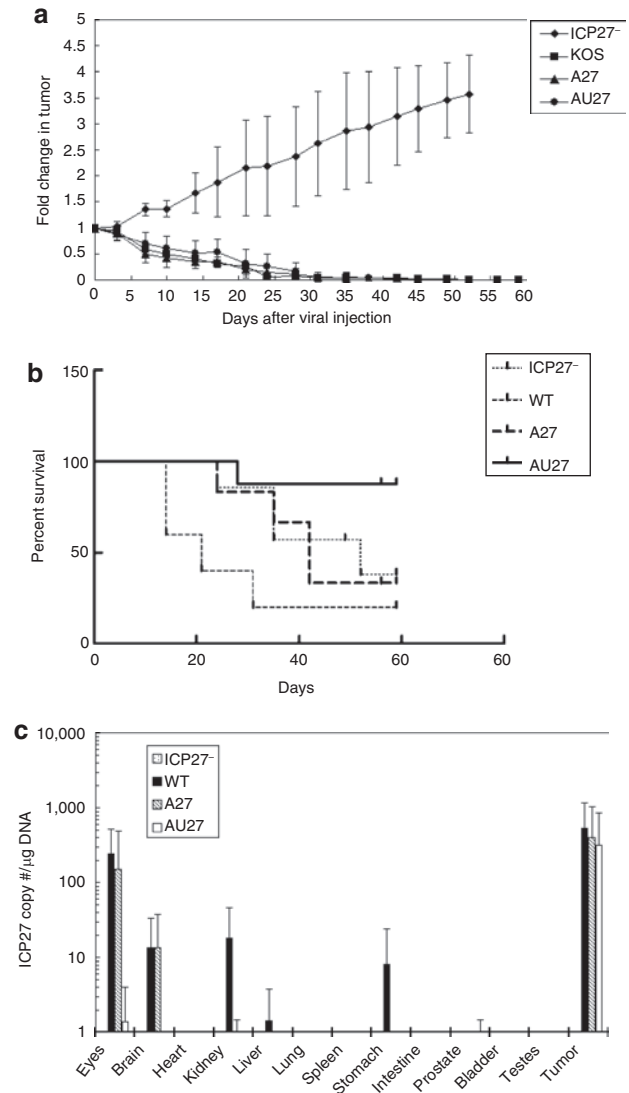 a
5
4.5
4
3.5
3
2.5
2
1.5
1
0.5
0
Fold change in tumor
0 5 10 15 20 25 30 35 40 45 50 55 60
Days after viral injection
ICP27⁻
KOS
A27
AU27
b
150
100
50
0
Percent survival
0 20 40 60 60
Days
ICP27⁻
WT
A27
AU27
c
10,000
1,000
100
10
1
ICP27 copy #/μg DNA
ICP27⁻
WT
A27
AU27
Eyes
Brain
Heart
Kidney
Liver
Lung
Spleen
Stomach
Intestine
Prostate
Bladder
Testes
Tumor